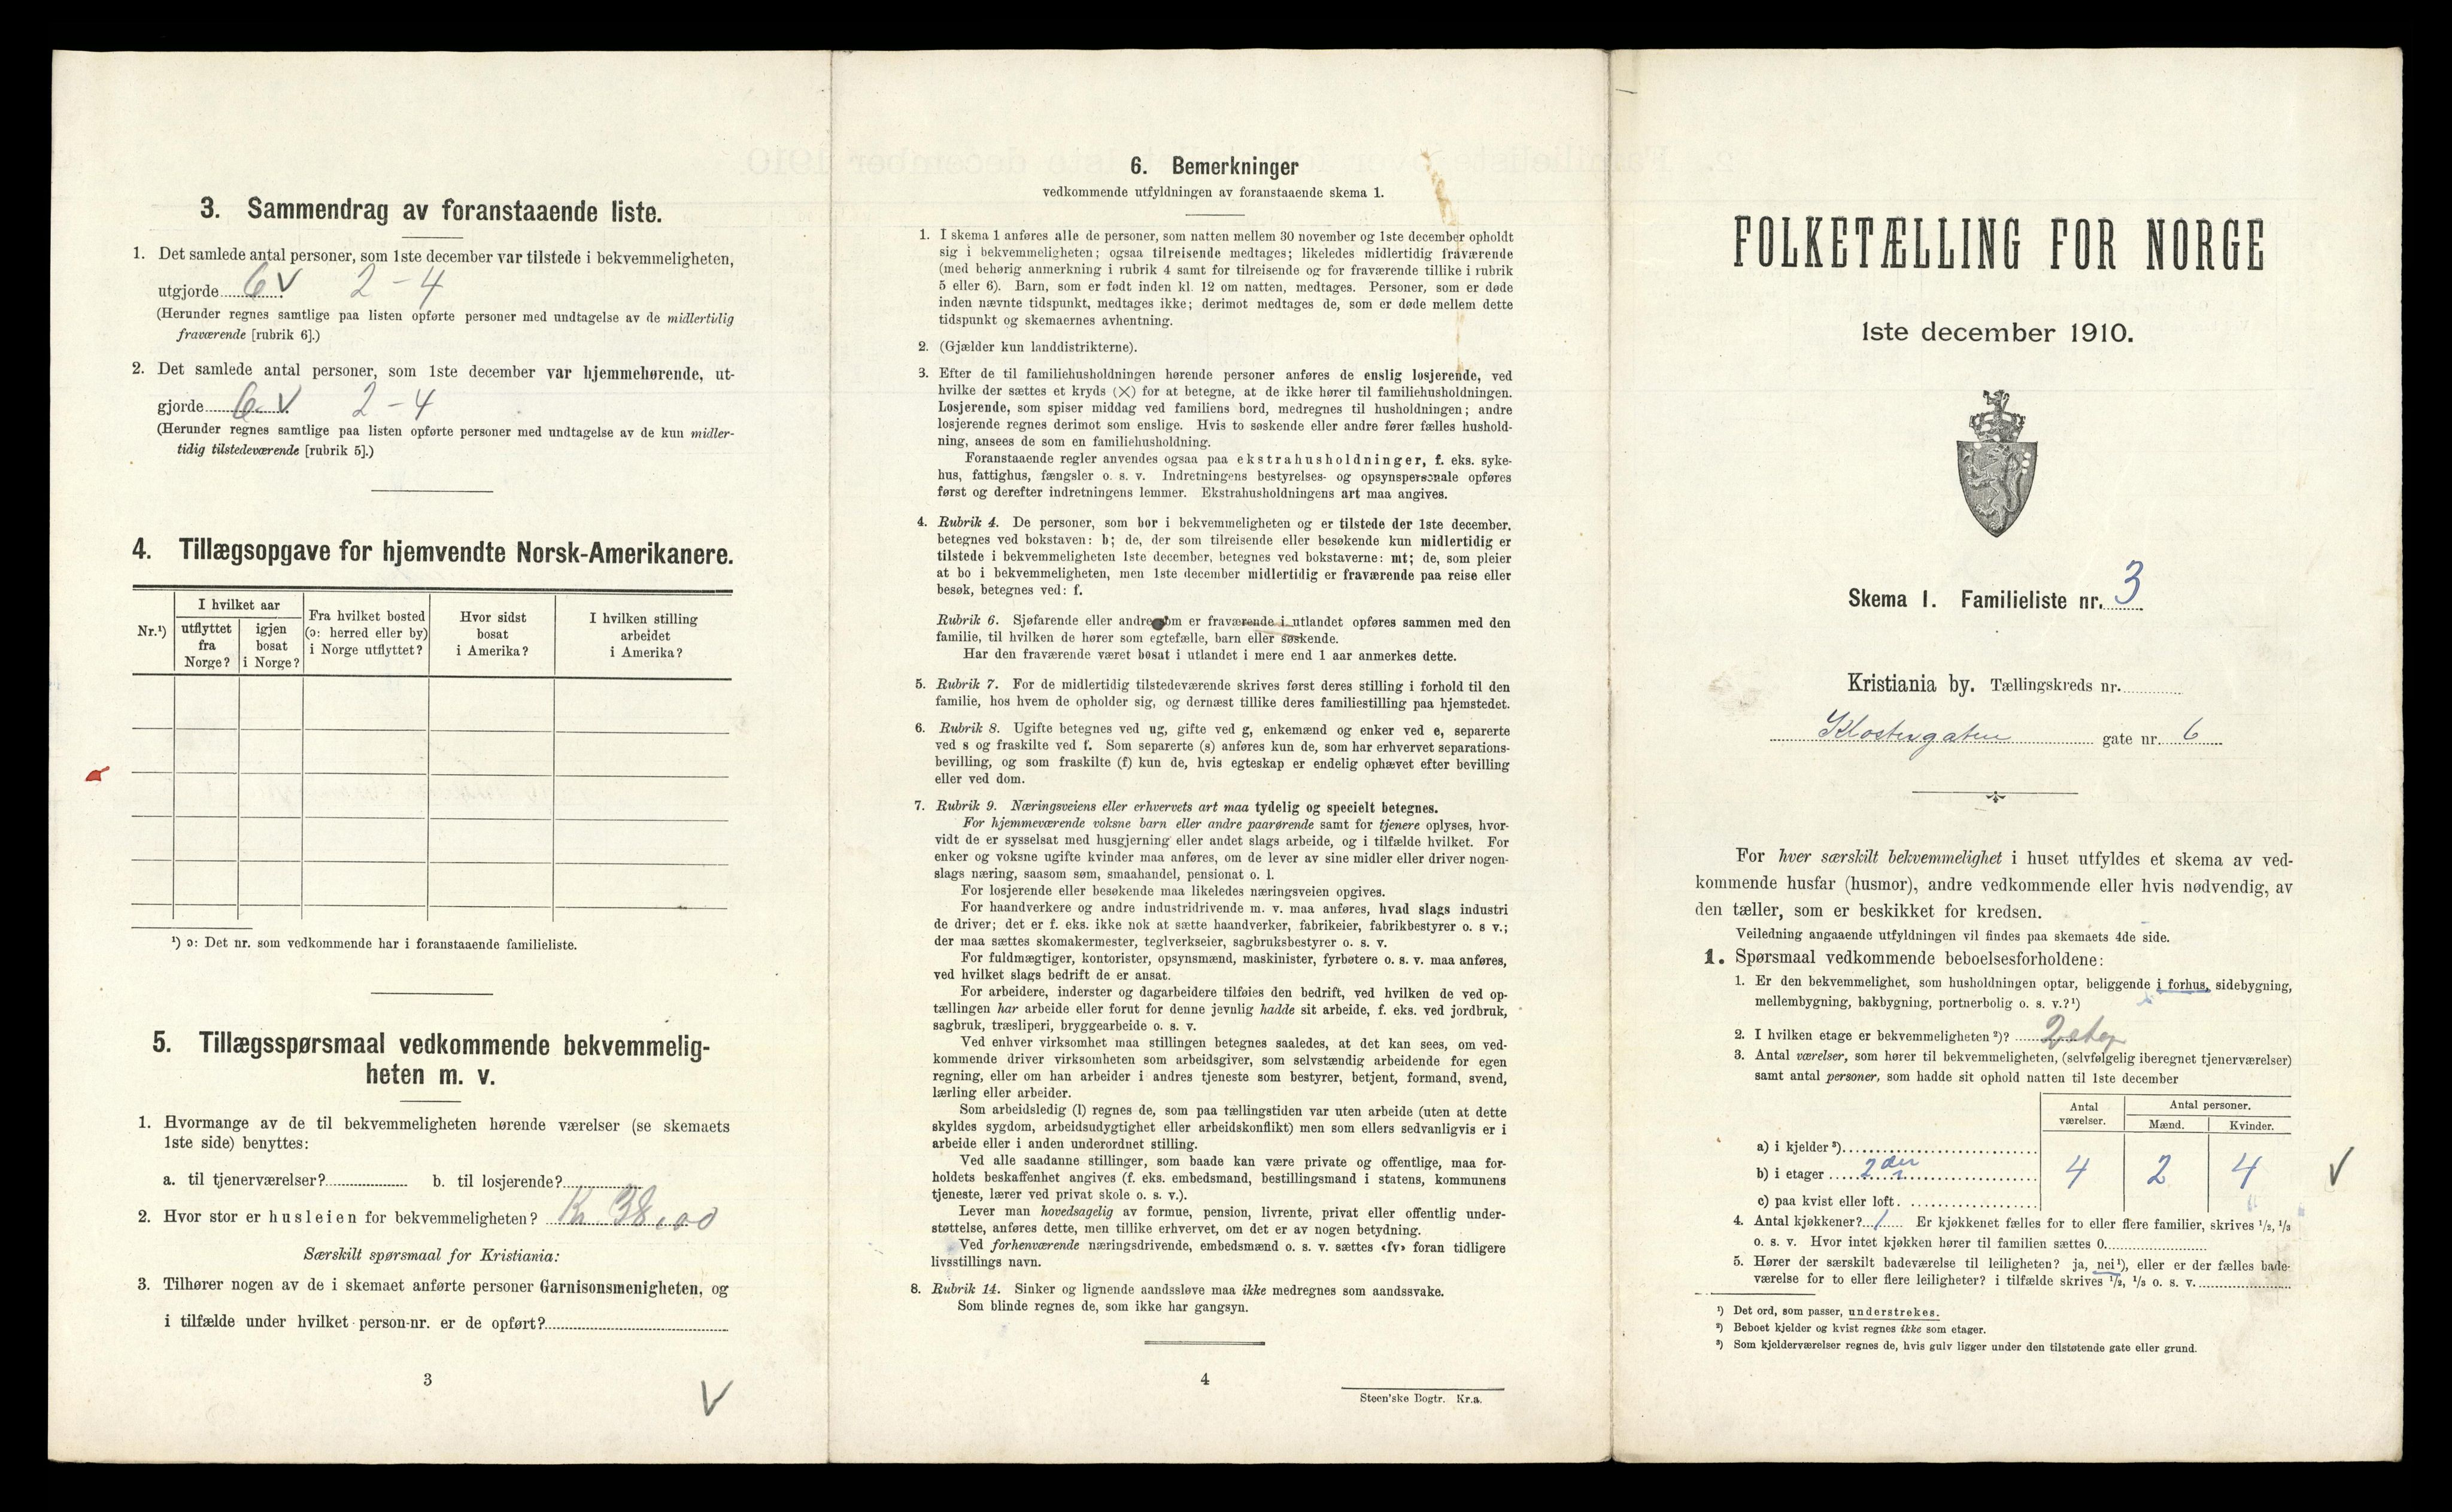 3. Sammendrag av foranstaaende liste.
1. Det samlede antal personer, som 1ste december var tilstede i bekvemmeligheten,
utgjorde 6 V 2 - 4
(Herunder regnes samtlige paa listen opførte personer med undtagelse av de midlertidig
fraværende [rubrik 6].)
2. Det samlede antal personer, som 1ste december var hjemmehørende, ut-
gjorde 6 V 2 - 4
(Herunder regnes samtlige paa listen opførte personer med undtagelse av de kun midler-
tidig tilstedeværende [rubrik 5].)
4. Tillægsopgave for hjemvendte Norsk-Amerikanere.
Nr.¹)
I hvilket aar
utflyttet
fra
Norge?
igjen
bosat
i Norge?
Fra hvilket bosted
(ɔ: herred eller by)
i Norge utflyttet?
Hvor sidst
bosat
i Amerika?
I hvilken stilling
arbeidet
i Amerika?
¹) ɔ: Det nr. som vedkommende har i foranstaaende familieliste.
5. Tillægsspørsmaal vedkommende bekvemmelig-
heten m. v.
1. Hvormange av de til bekvemmeligheten hørende værelser (se skemaets
1ste side) benyttes:
a. til tjenerværelser? b. til losjerende?
2. Hvor stor er husleien for bekvemmeligheten? Kr 38,00
Særskilt spørsmaal for Kristiania:
3. Tilhører nogen av de i skemaet anførte personer Garnisonsmenigheten, og
i tilfælde under hvilket person-nr. er de opført?
3
V
6. Bemerkninger
vedkommende utfyldningen av foranstaaende skema 1.
1. I skema 1 anføres alle de personer, som natten mellem 30 november og 1ste december opholdt
sig i bekvemmeligheten; ogsaa tilreisende medtages; likeledes midlertidig fraværende
(med behørig anmerkning i rubrik 4 samt for tilreisende og for fraværende tillike i rubrik
5 eller 6). Barn, som er født inden kl. 12 om natten, medtages. Personer, som er døde
inden nævnte tidspunkt, medtages ikke; derimot medtages de, som er døde mellem dette
tidspunkt og skemaernes avhentning.
2. (Gjælder kun landdistrikterne).
3. Efter de til familiehusholdningen hørende personer anføres de enslig losjerende, ved
hvilke der sættes et kryds (X) for at betegne, at de ikke hører til familiehusholdningen.
Losjerende, som spiser middag ved familiens bord, medregnes til husholdningen; andre
losjerende regnes derimot som enslige. Hvis to søskende eller andre fører fælles hushold-
ning, ansees de som en familiehusholdning.
Foranstaaende regler anvendes ogsaa paa ekstrahusholdninger, f. eks. syke-
hus, fattighus, fængsler o. s. v. Indretningens bestyrelses- og opsynspersonale opføres
først og derefter indretningens lemmer. Ekstrahusholdningens art maa angives.
4. Rubrik 4. De personer, som bor i bekvemmeligheten og er tilstede der 1ste december,
betegnes ved bokstaven: b; de, der som tilreisende eller besøkende kun midlertidig er
tilstede i bekvemmeligheten 1ste december, betegnes ved bokstaverne: mt; de, som pleier
at bo i bekvemmeligheten, men 1ste december midlertidig er fraværende paa reise eller
besøk, betegnes ved: f.
Rubrik 6. Sjøfarende eller andre som er fraværende i utlandet opføres sammen med den
familie, til hvilken de hører som egtefælle, barn eller søskende.
Har den fraværende været bosat i utlandet i mere end 1 aar anmerkes dette.
5. Rubrik 7. For de midlertidig tilstedeværende skrives først deres stilling i forhold til den
familie, hos hvem de opholder sig, og dernæst tillike deres familiestilling paa hjemstedet.
6. Rubrik 8. Ugifte betegnes ved ug, gifte ved g, enkemænd og enker ved e, separerte
ved s og fraskilte ved f. Som separerte (s) anføres kun de, som har erhvervet separations-
bevilling, og som fraskilte (f) kun de, hvis egteskap er endelig ophævet efter bevilling
eller ved dom.
7. Rubrik 9. Næringsveiens eller erhvervets art maa tydelig og specielt betegnes.
For hjemmeværende voksne barn eller andre paarørende samt for tjenere oplyses, hvor-
vidt de er sysselsat med husgjerning eller andet slags arbeide, og i tilfælde hvilket. For
enker og voksne ugifte kvinder maa anføres, om de lever av sine midler eller driver nogen-
slags næring, saasom søm, smaahandel, pensionat o. l.
For losjerende eller besøkende maa likeledes næringsveien opgives.
For haandverkere og andre industridrivende m. v. maa anføres, hvad slags industri
de driver; det er f. eks. ikke nok at sætte haandverker, fabrikeier, fabrikbestyrer o. s v.;
der maa sættes skomakermester, teglverkseier, sagbruksbestyrer o. s. v.
For fuldmægtiger, kontorister, opsynsmænd, maskinister, fyrbøtere o. s. v. maa anføres,
ved hvilket slags bedrift de er ansat.
For arbeidere, inderster og dagarbeidere tilføies den bedrift, ved hvilken de ved op-
tællingen har arbeide eller forut for denne jevnlig hadde sit arbeide, f. eks. ved jordbruk,
sagbruk, træsliperi, bryggearbeide o. s. v.
Ved enhver virksomhet maa stillingen betegnes saaledes, at det kan sees, om ved-
kommende driver virksomheten som arbeidsgiver, som selvstændig arbeidende for egen
regning, eller om han arbeider i andres tjeneste som bestyrer, betjent, formand, svend,
lærling eller arbeider.
Som arbeidsledig (l) regnes de, som paa tællingstiden var uten arbeide (uten at dette
skyldes sygdom, arbeidsudygtighet eller arbeidskonflikt) men som ellers sedvanligvis er i
arbeide eller i anden underordnet stilling.
Ved alle saadanne stillinger, som baade kan være private og offentlige, maa for-
holdets beskaffenhet angives (f. eks. embedsmand, bestillingsmand i statens, kommunens
tjeneste, lærer ved privat skole o. s. v.).
Lever man hovedsagelig av formue, pension, livrente, privat eller offentlig under-
støttelse, anføres dette, men tillike erhvervet, om det er av nogen betydning.
Ved forhenværende næringsdrivende, embedsmænd o. s. v. sættes «fv» foran tidligere
livsstillings navn.
8. Rubrik 14. Sinker og lignende aandssløve maa ikke medregnes som aandssvake.
Som blinde regnes de, som ikke har gangsyn.
4
Steen'ske Bogtr. Kr.a.
FOLKETÆLLING FOR NORGE
1ste december 1910.
Skema 1. Familieliste nr. 3
Kristiania by. Tællingskreds nr.
Klostergaten gate nr. 6
For hver særskilt bekvemmelighet i huset utfyldes et skema av ved-
kommende husfar (husmor), andre vedkommende eller hvis nødvendig, av
den tæller, som er beskikket for kredsen.
Veiledning angaaende utfyldningen vil findes paa skemaets 4de side.
1. Spørsmaal vedkommende beboelsesforholdene:
1. Er den bekvemmelighet, som husholdningen optar, beliggende i forhus, sidebygning,
mellembygning, bakbygning, portnerbolig o. s. v.?¹)
2. I hvilken etage er bekvemmeligheten ²)? 2 etg
3. Antal værelser, som hører til bekvemmeligheten, (selvfølgelig iberegnet tjenerværelser)
samt antal personer, som hadde sit ophold natten til 1ste december
Antal
værelser.
Antal personer.
Mænd. Kvinder.
a) i kjelder ³)
b) i etager 2den 4 2 4 V
c) paa kvist eller loft.
4. Antal kjøkkener? 1 Er kjøkkenet fælles for to eller flere familier, skrives 1/2, 1/3
o. s. v. Hvor intet kjøkken hører til familien sættes 0.
5. Hører der særskilt badeværelse til leiligheten? ja, nei¹), eller er der fælles bade-
værelse for to eller flere leiligheter? i tilfælde skrives 1/2, 1/3 o. s. v.
¹) Det ord, som passer, understrekes.
²) Beboet kjelder og kvist regnes ikke som etager.
³) Som kjelderværelser regnes de, hvis gulv ligger under den tilstøtende gate eller grund.